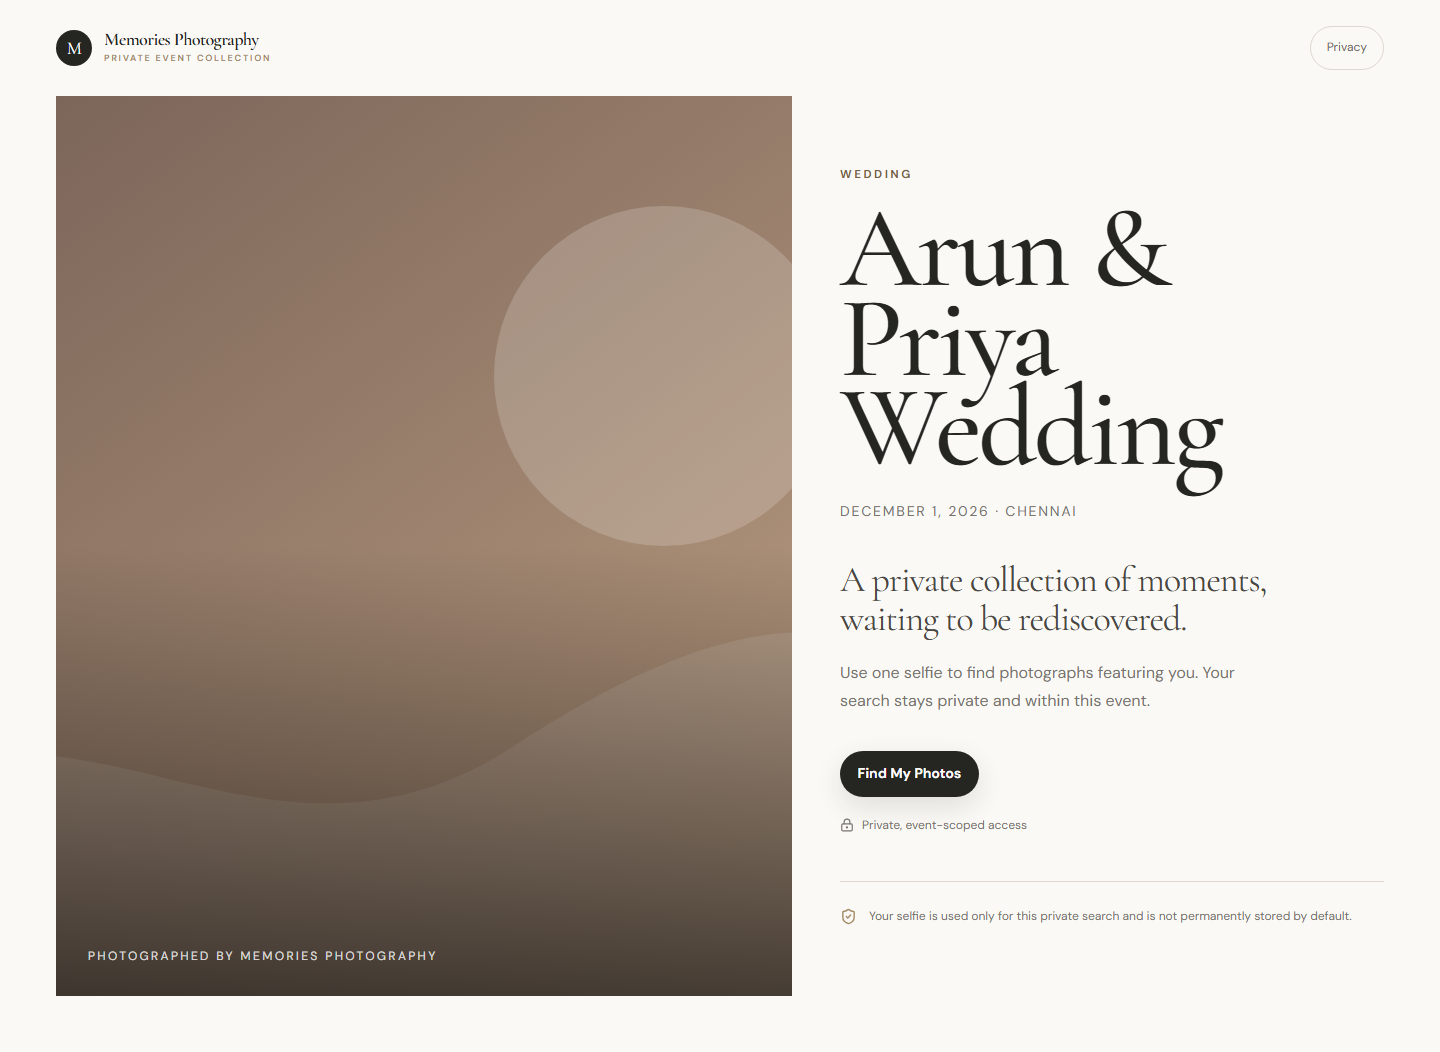 M
Memories Photography
PRIVATE EVENT COLLECTION
Privacy
WEDDING
Arun &
Priya
Wedding
DECEMBER 1, 2026 · CHENNAI
A private collection of moments,
waiting to be rediscovered.
Use one selfie to find photographs featuring you. Your
search stays private and within this event.
Find My Photos
Private, event-scoped access
Your selfie is used only for this private search and is not permanently stored by default.
PHOTOGRAPHED BY MEMORIES PHOTOGRAPHY